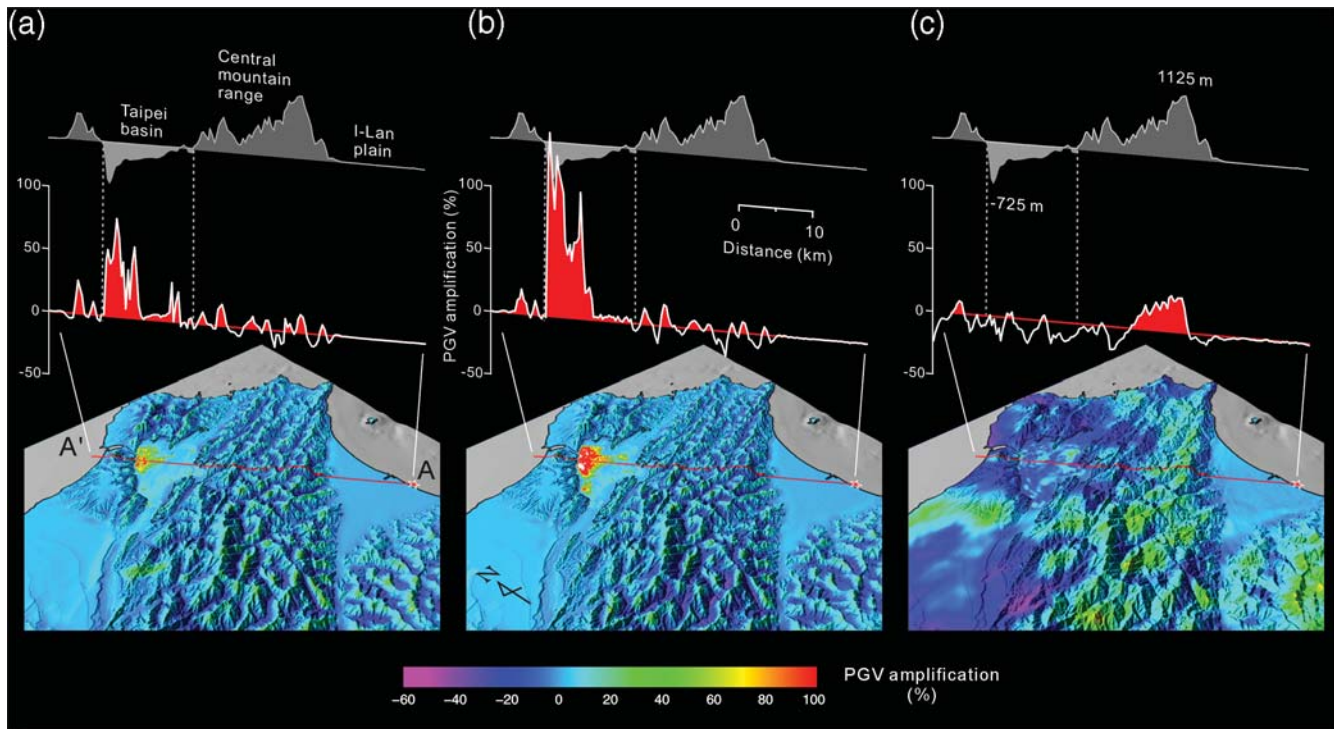 (a)
(b)
(c)
Central
mountain
range
Taipei
basin
I-Lan
plain
1125 m
-725 m
100
50
0
-50
PGV amplification (%)
100
50
0
-50
0 10
Distance (km)
100
50
0
-50
A'
A
N
PGV amplification
(%)
-60 -40 -20 0 20 40 60 80 100